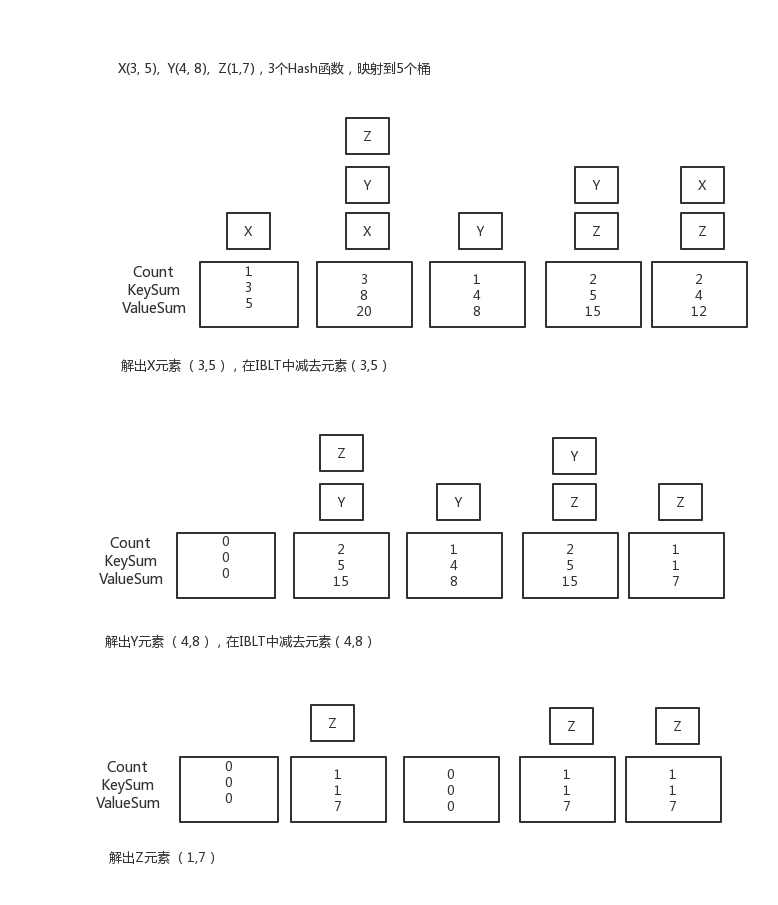 X(3, 5),  Y(4, 8),  Z(1,7)，3个Hash函数，映射到5个桶
Z
Y Y X
X X Y Z Z
Count 1 3 1 2 2
KeySum 3 8 4 5 4
ValueSum 5 20 8 15 12
解出X元素（3,5），在IBLT中减去元素（3,5）
Z Y
Y Y Z Z
Count 0 2 1 2 1
KeySum 0 5 4 5 1
ValueSum 0 15 8 15 7
解出Y元素（4,8），在IBLT中减去元素（4,8）
Z Z Z
Count 0 1 0 1 1
KeySum 0 1 0 1 1
ValueSum 0 7 0 7 7
解出Z元素（1,7）